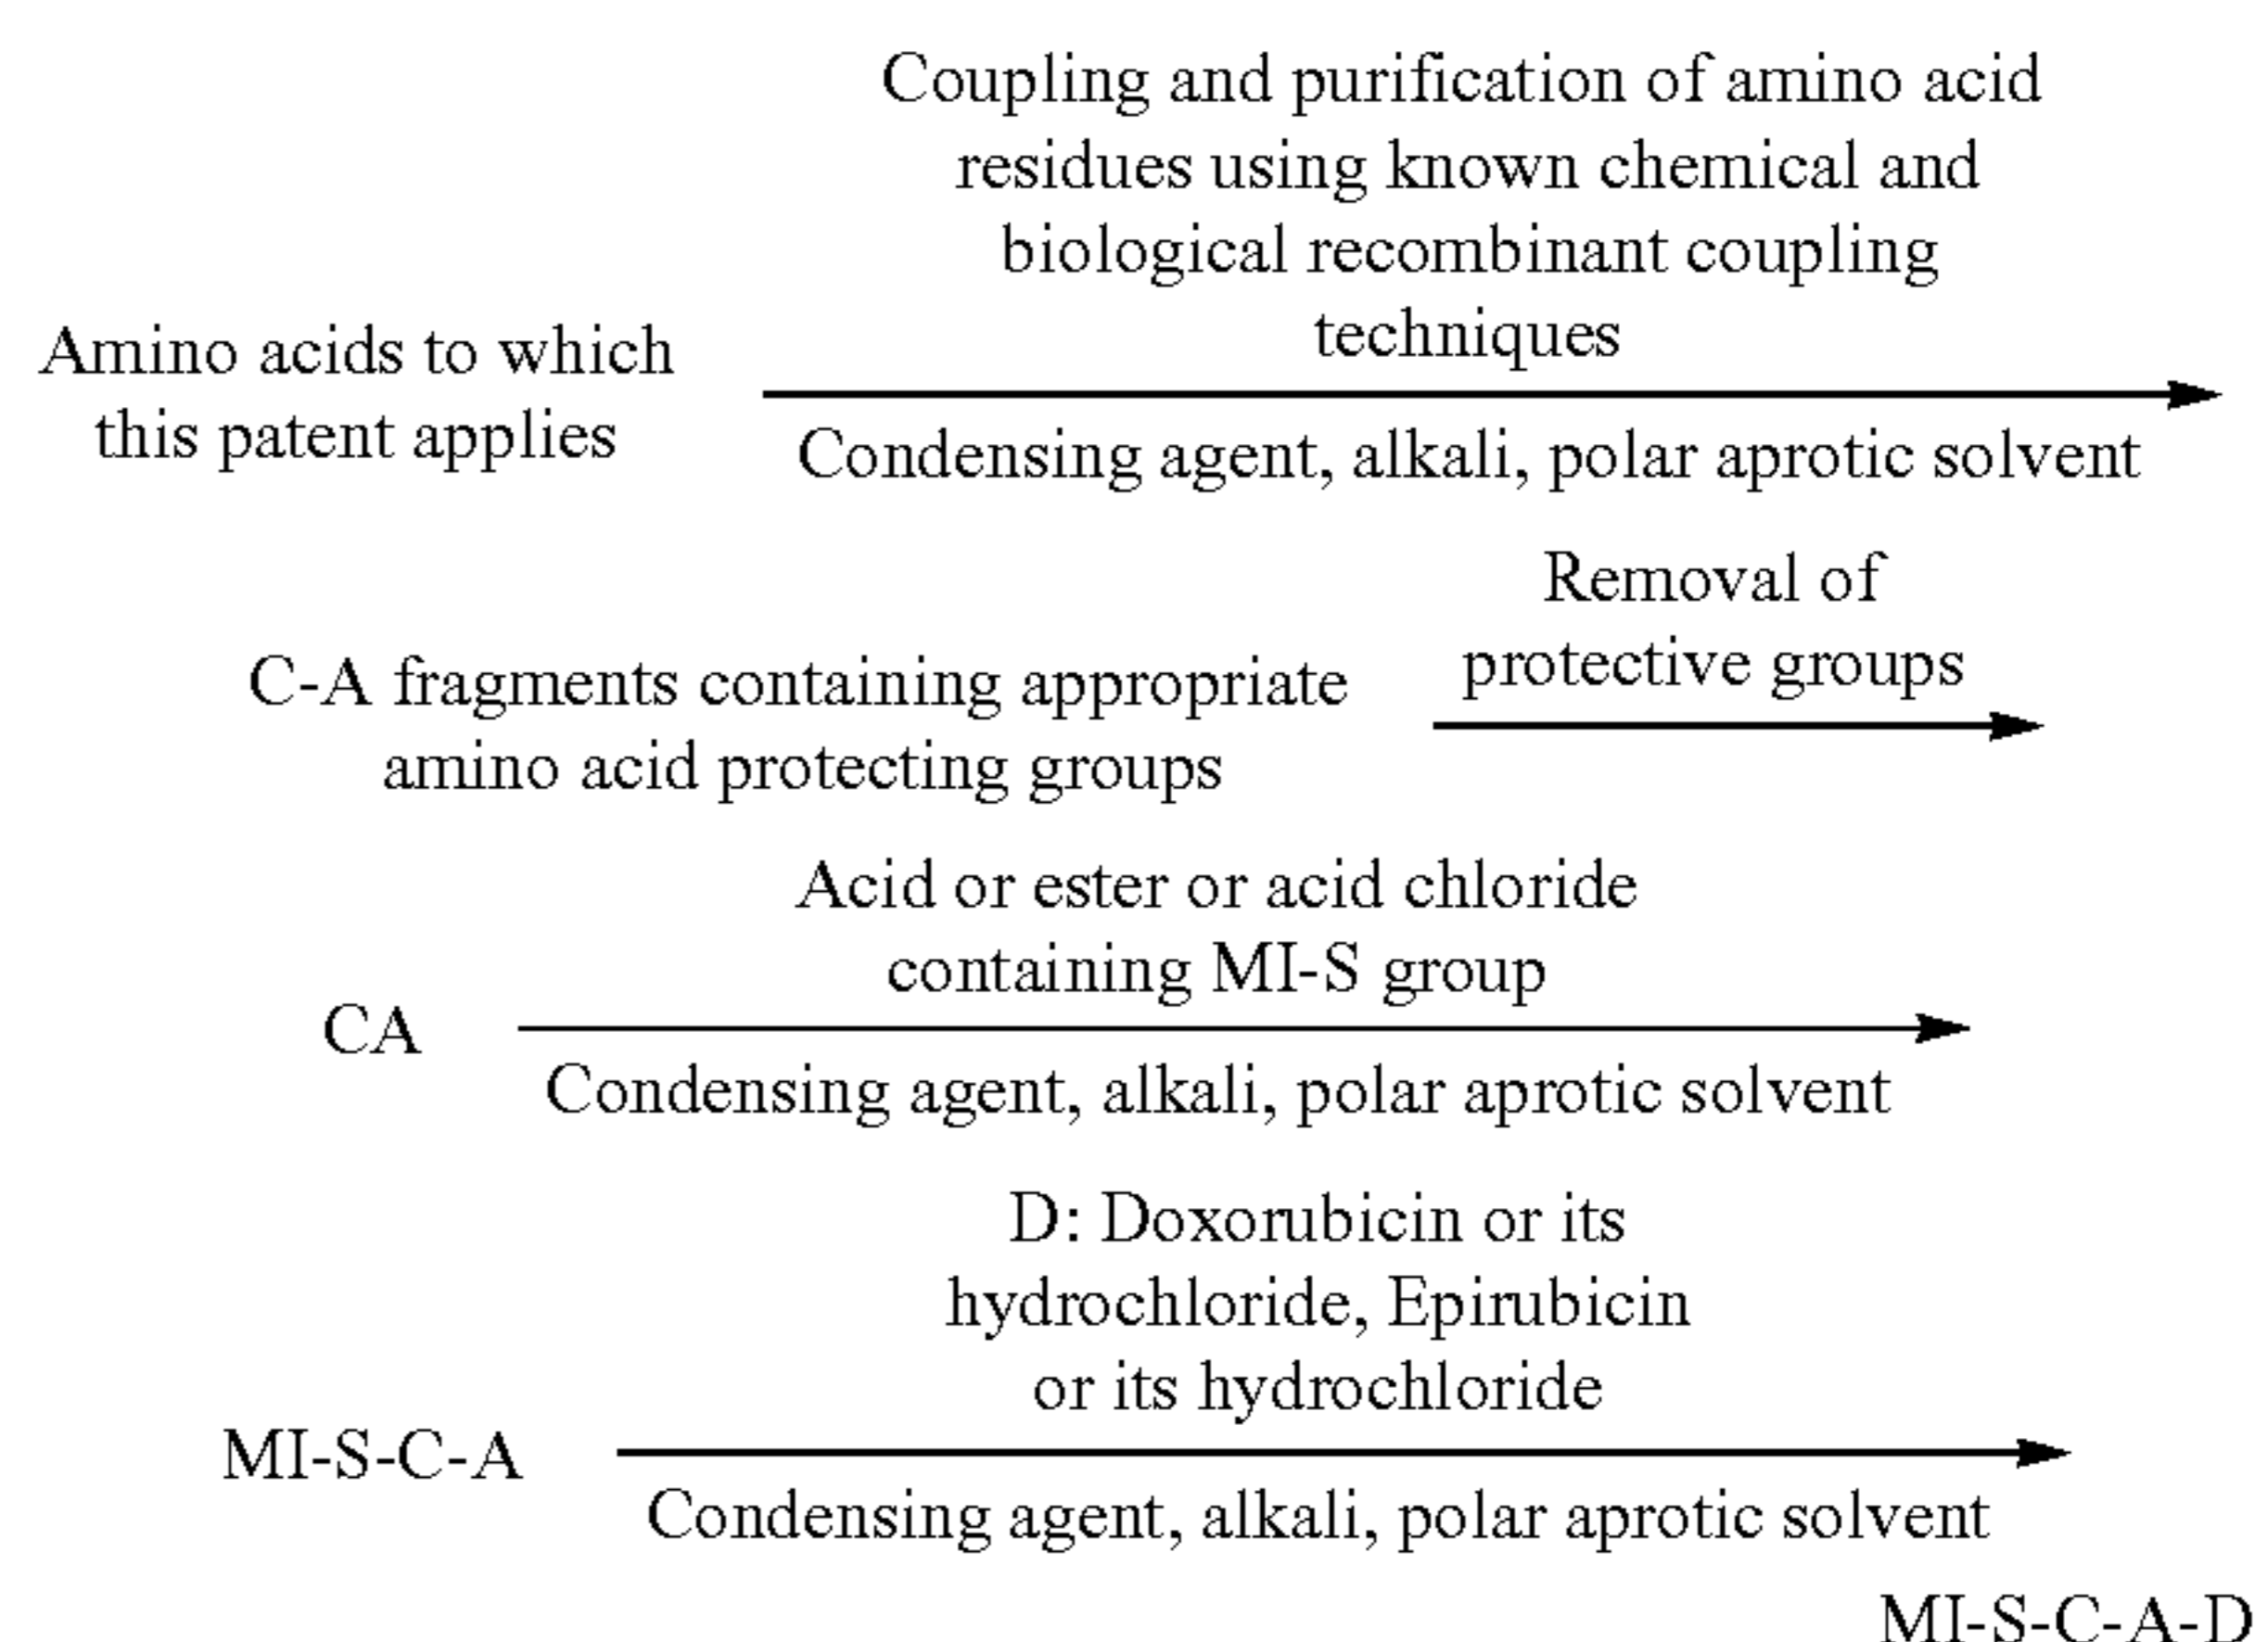 Coupling and purification of amino acid
residues using known chemical and
biological recombinant coupling
techniques
Amino acids to which
this patent applies
Condensing agent, alkali, polar aprotic solvent
Removal of
protective groups
C-A fragments containing appropriate
amino acid protecting groups
Acid or ester or acid chloride
containing MI-S group
CA
Condensing agent, alkali, polar aprotic solvent
D: Doxorubicin or its
hydrochloride, Epirubicin
or its hydrochloride
MI-S-C-A
Condensing agent, alkali, polar aprotic solvent
MI-S-C-A-D